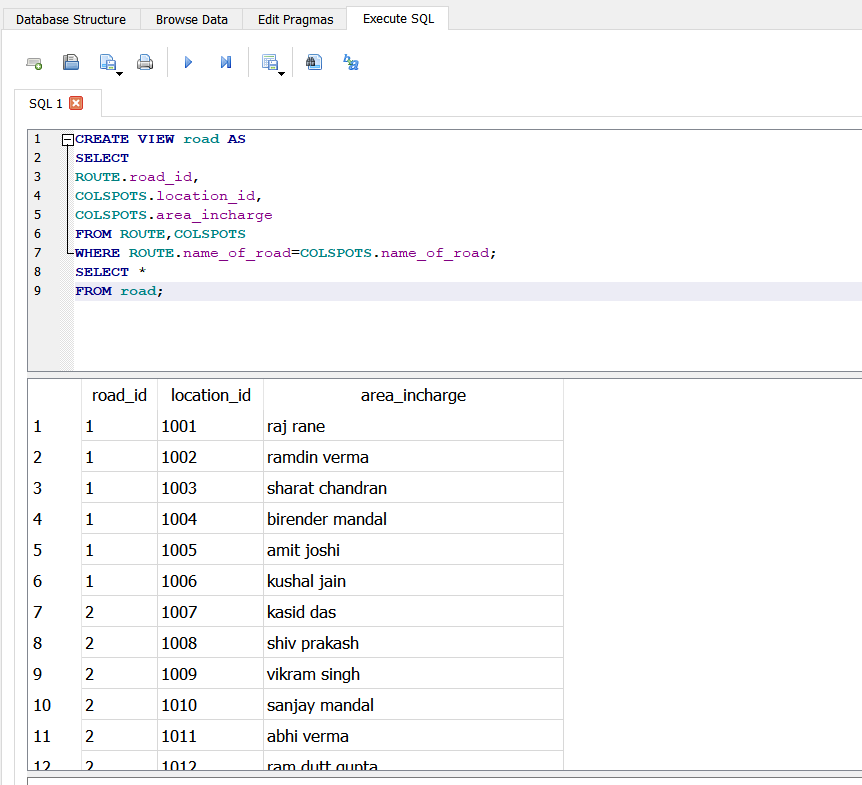 Database Structure Browse Data Edit Pragmas Execute SQL
SQL 1
1 CREATE VIEW road AS
2 SELECT
3 ROUTE.road_id,
4 COLSPOTS.location_id,
5 COLSPOTS.area_incharge
6 FROM ROUTE,COLSPOTS
7 WHERE ROUTE.name_of_road=COLSPOTS.name_of_road;
8 SELECT *
9 FROM road;
road_id location_id area_incharge
1 1 1001 raj rane
2 1 1002 ramdin verma
3 1 1003 sharat chandran
4 1 1004 birender mandal
5 1 1005 amit joshi
6 1 1006 kushal jain
7 2 1007 kasid das
8 2 1008 shiv prakash
9 2 1009 vikram singh
10 2 1010 sanjay mandal
11 2 1011 abhi verma
12 2 1012 ram dutt gupta